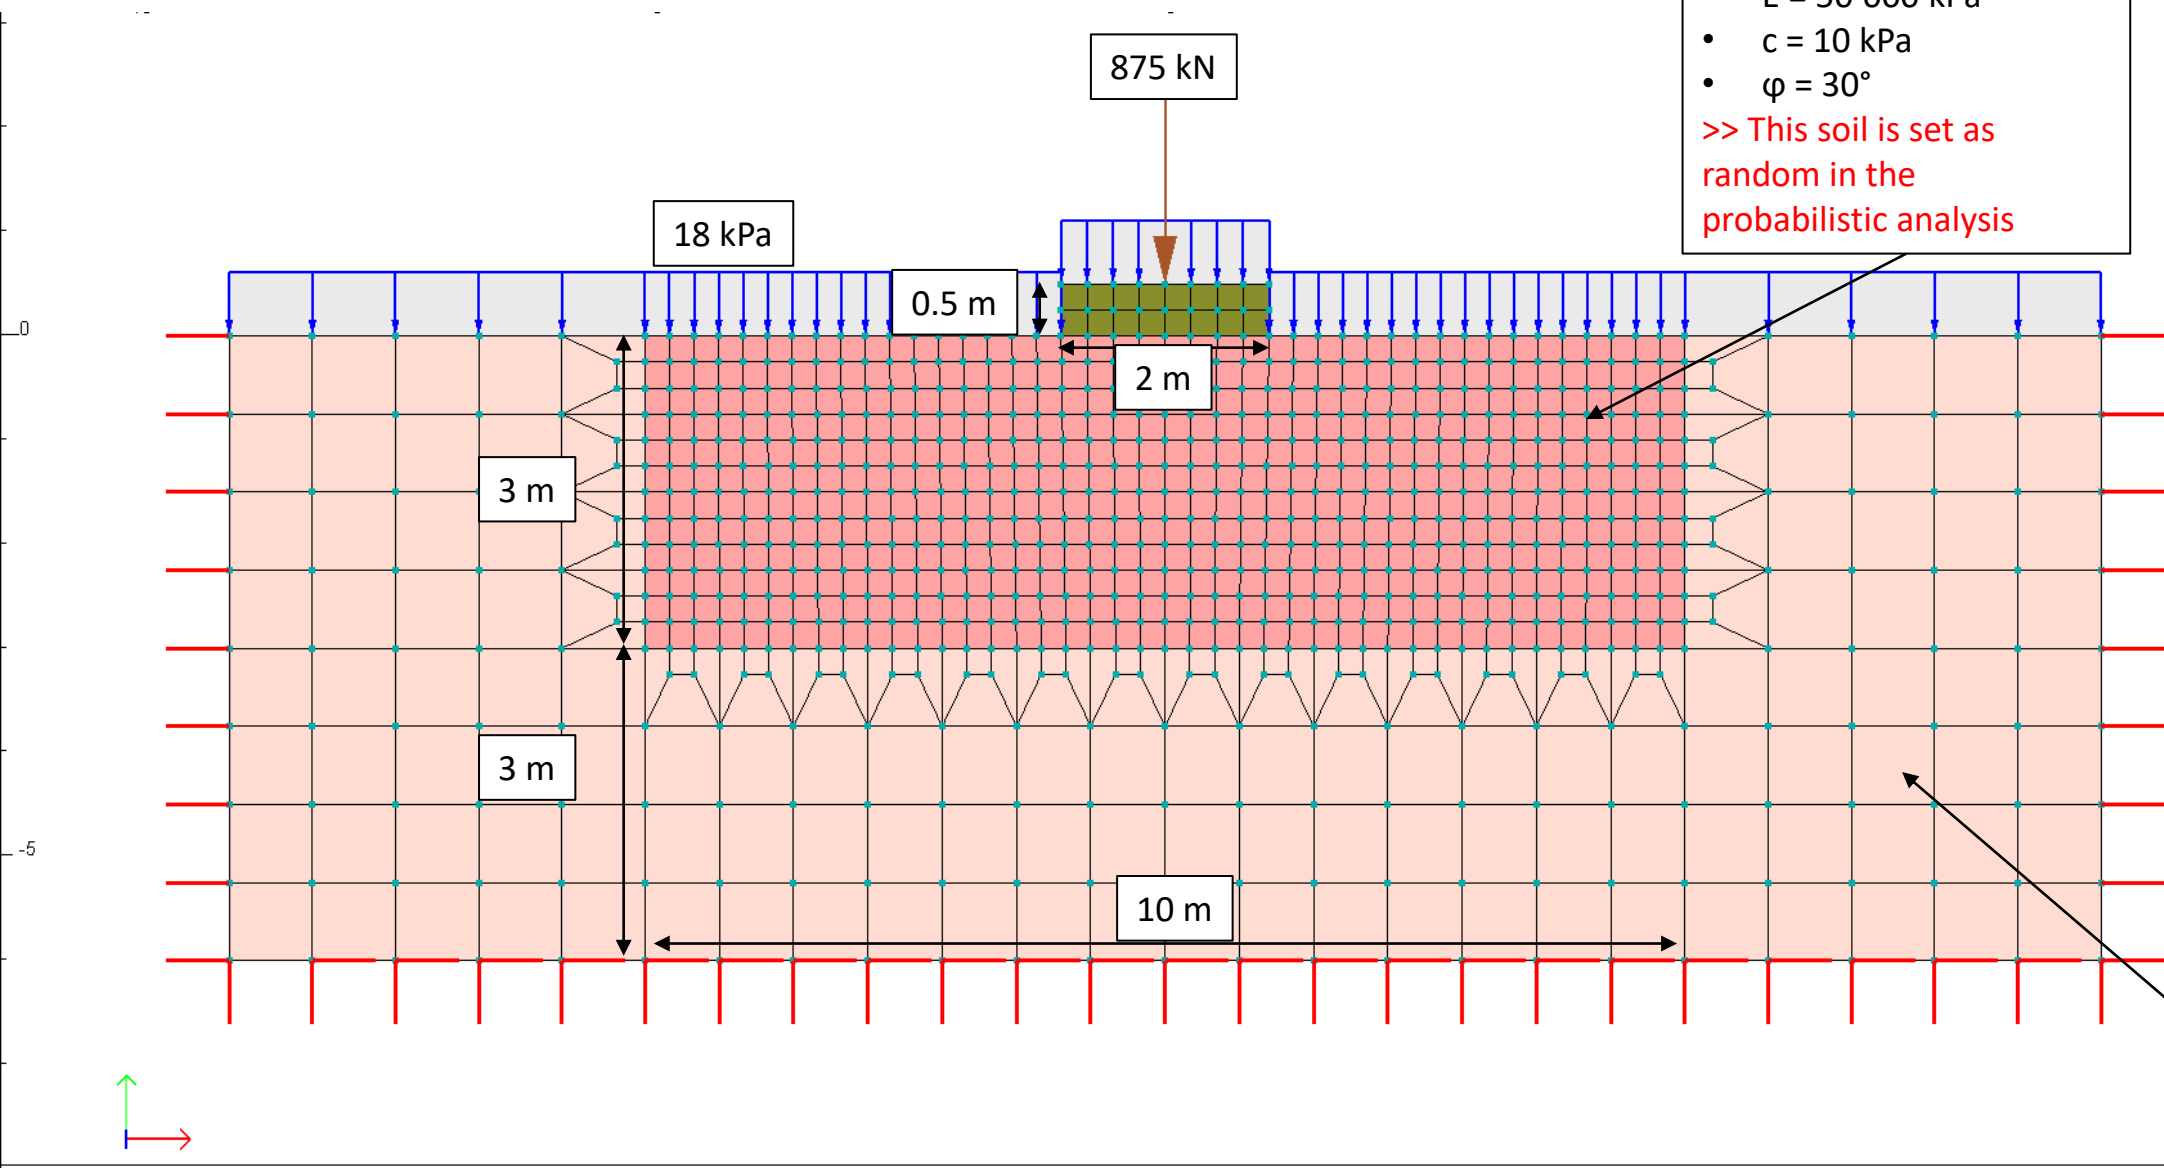 875 kN
c = 10 kPa
φ = 30°
>> This soil is set as
random in the
probabilistic analysis
18 kPa
0.5 m
0
2 m
3 m
3 m
-5
10 m